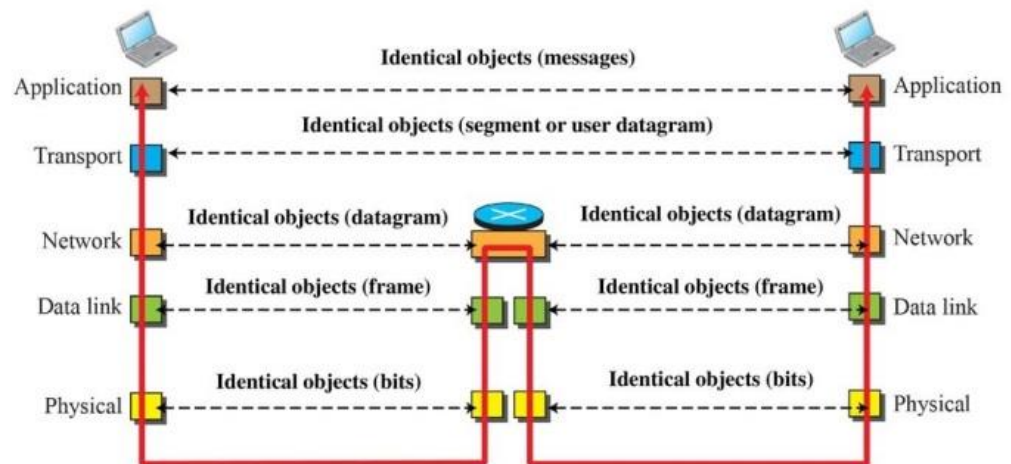 Identical objects (messages)
Application
Application
Identical objects (segment or user datagram)
Transport
Transport
Identical objects (datagram)
Identical objects (datagram)
Network
Network
Identical objects (frame)
Identical objects (frame)
Data link
Data link
Identical objects (bits)
Identical objects (bits)
Physical
Physical